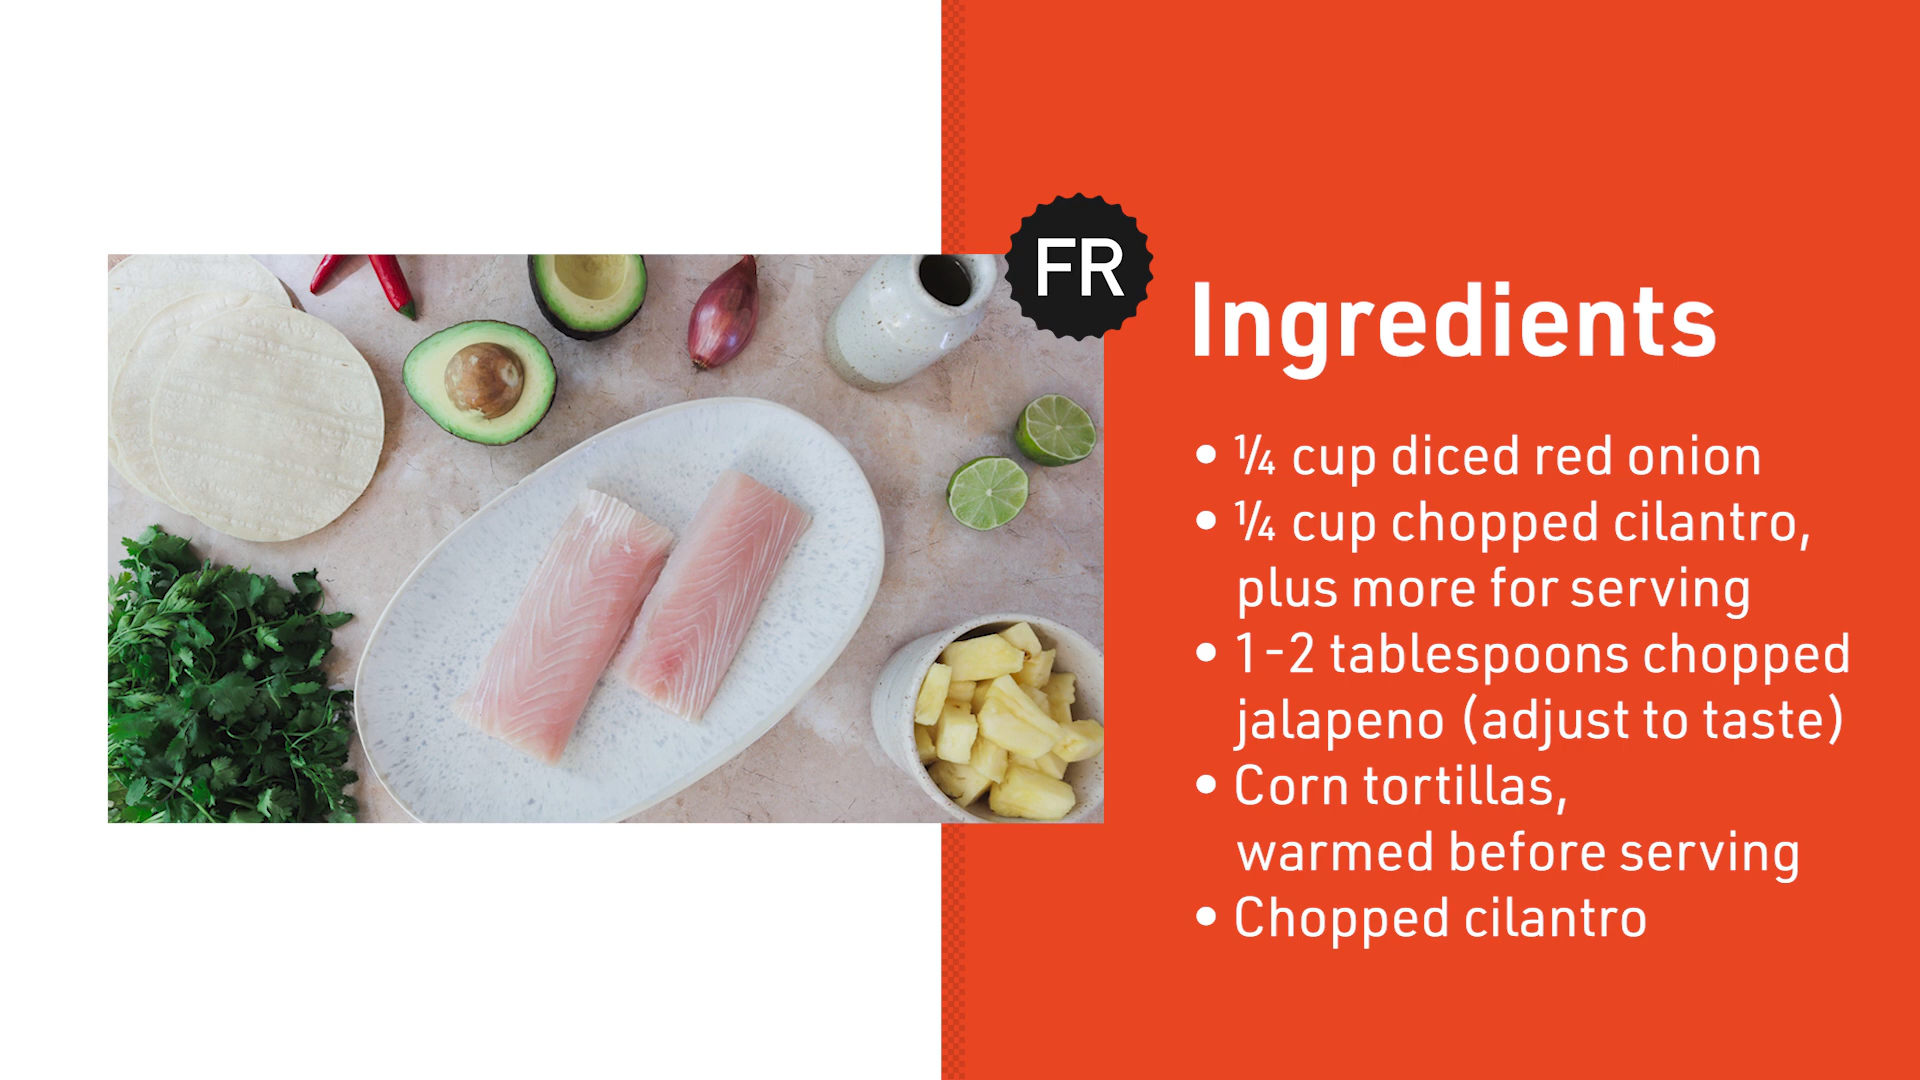 FR
Ingredients
• ¼ cup diced red onion
• ¼ cup chopped cilantro,
plus more for serving
• 1-2 tablespoons chopped
jalapeno (adjust to taste)
• Corn tortillas,
warmed before serving
• Chopped cilantro